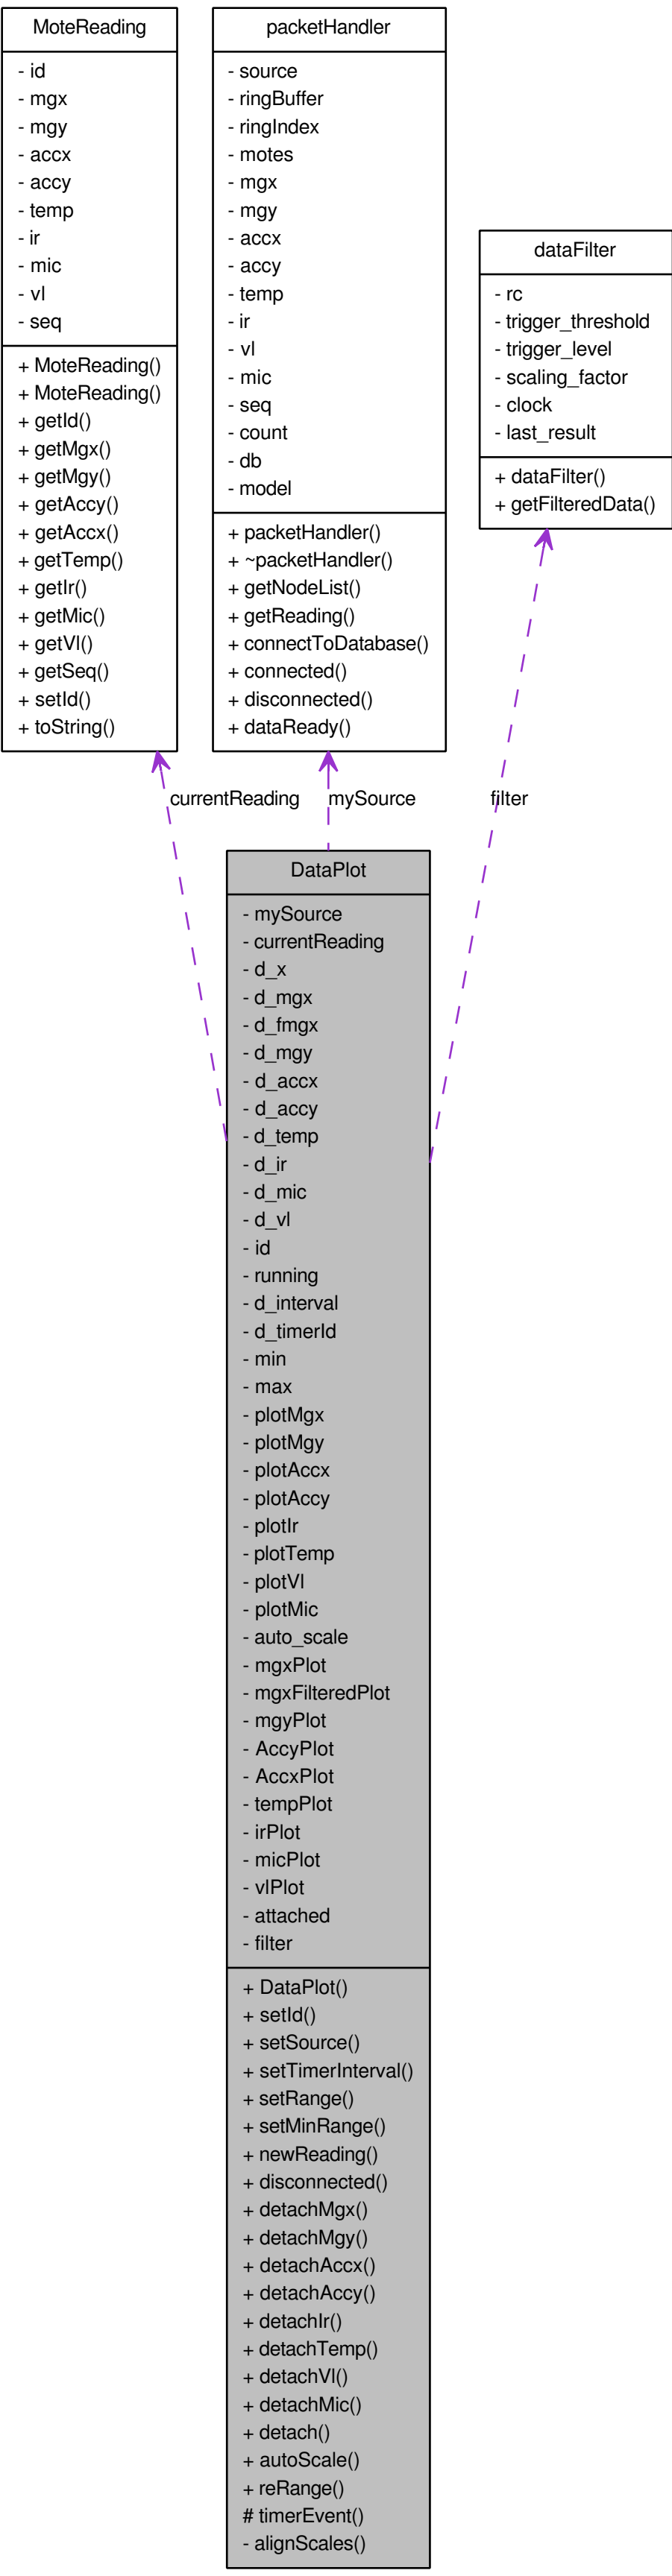 MoteReading
- id
- mgx
- mgy
- accx
- accy
- temp
- ir
- mic
- vl
- seq
+ MoteReading()
+ MoteReading()
+ getId()
+ getMgx()
+ getMgy()
+ getAccy()
+ getAccx()
+ getTemp()
+ getIr()
+ getMic()
+ getVl()
+ getSeq()
+ setId()
+ toString()
packetHandler
- source
- ringBuffer
- ringIndex
- motes
- mgx
- mgy
- accx
- accy
- temp
- ir
- vl
- mic
- seq
- count
- db
- model
+ packetHandler()
+ ~packetHandler()
+ getNodeList()
+ getReading()
+ connectToDatabase()
+ connected()
+ disconnected()
+ dataReady()
dataFilter
- rc
- trigger_threshold
- trigger_level
- scaling_factor
- clock
- last_result
+ dataFilter()
+ getFilteredData()
currentReading
mySource
filter
DataPlot
- mySource
- currentReading
- d_x
- d_mgx
- d_fmgx
- d_mgy
- d_accx
- d_accy
- d_temp
- d_ir
- d_mic
- d_vl
- id
- running
- d_interval
- d_timerId
- min
- max
- plotMgx
- plotMgy
- plotAccx
- plotAccy
- plotIr
- plotTemp
- plotVl
- plotMic
- auto_scale
- mgxPlot
- mgxFilteredPlot
- mgyPlot
- AccyPlot
- AccxPlot
- tempPlot
- irPlot
- micPlot
- vlPlot
- attached
- filter
+ DataPlot()
+ setId()
+ setSource()
+ setTimerInterval()
+ setRange()
+ setMinRange()
+ newReading()
+ disconnected()
+ detachMgx()
+ detachMgy()
+ detachAccx()
+ detachAccy()
+ detachIr()
+ detachTemp()
+ detachVl()
+ detachMic()
+ detach()
+ autoScale()
+ reRange()
# timerEvent()
- alignScales()